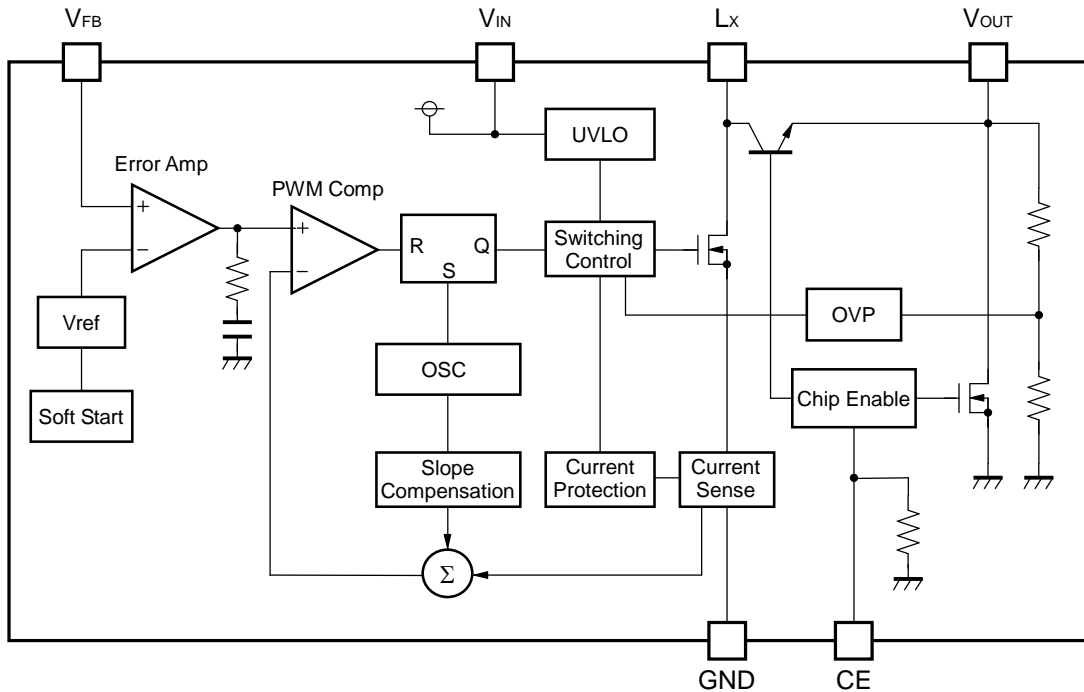 VFB
VIN
LX
VOUT
UVLO
Error Amp
PWM Comp
+
−
+
−
R
Q
S
Switching
Control
Vref
OVP
OSC
Soft Start
Chip Enable
Slope
Compensation
Current
Protection
Current
Sense
Σ
GND
CE